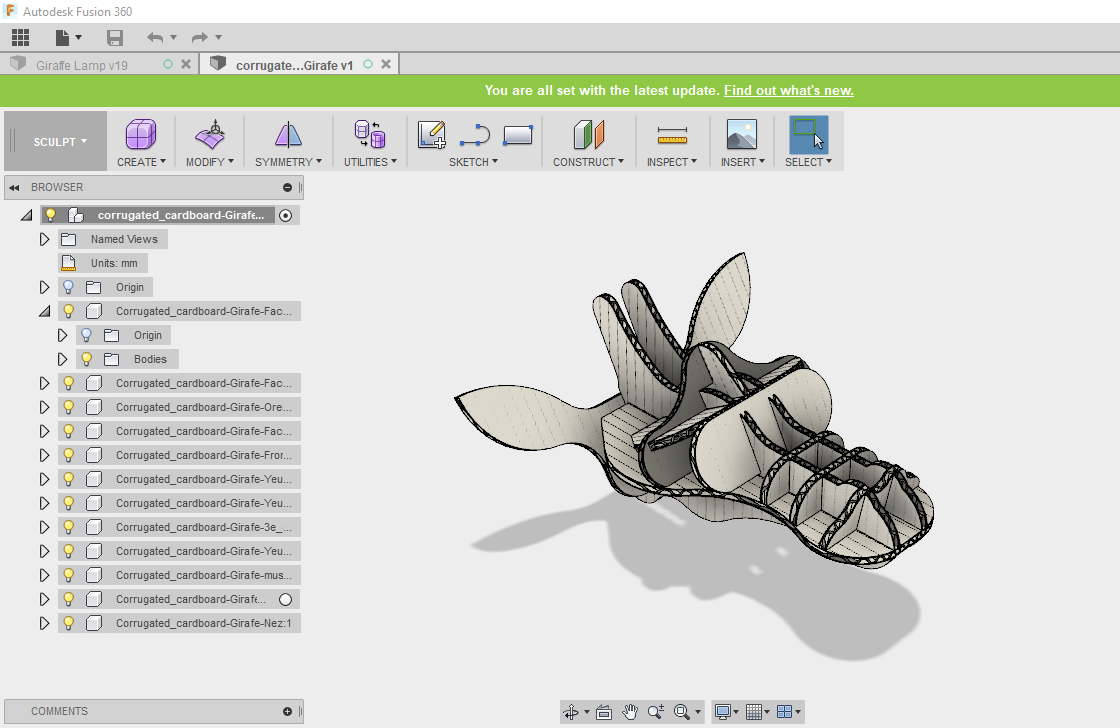 Autodesk Fusion 360
Giraffe Lamp v19
corrugate...Girafe v1
You are all set with the latest update. Find out what's new.
SCULPT
CREATE
MODIFY
SYMMETRY
UTILITIES
SKETCH
CONSTRUCT
INSPECT
INSERT
SELECT
BROWSER
corrugated_cardboard-Girafe...
Named Views
Units: mm
Origin
Corrugated_cardboard-Girafe-Fac...
Origin
Bodies
Corrugated_cardboard-Girafe-Fac...
Corrugated_cardboard-Girafe-Ore...
Corrugated_cardboard-Girafe-Fac...
Corrugated_cardboard-Girafe-Fror...
Corrugated_cardboard-Girafe-Yeu...
Corrugated_cardboard-Girafe-Yeu...
Corrugated_cardboard-Girafe-3e_...
Corrugated_cardboard-Girafe-Yeu...
Corrugated_cardboard-Girafe-mus...
Corrugated_cardboard-Girafe...
Corrugated_cardboard-Girafe-Nez:1
COMMENTS